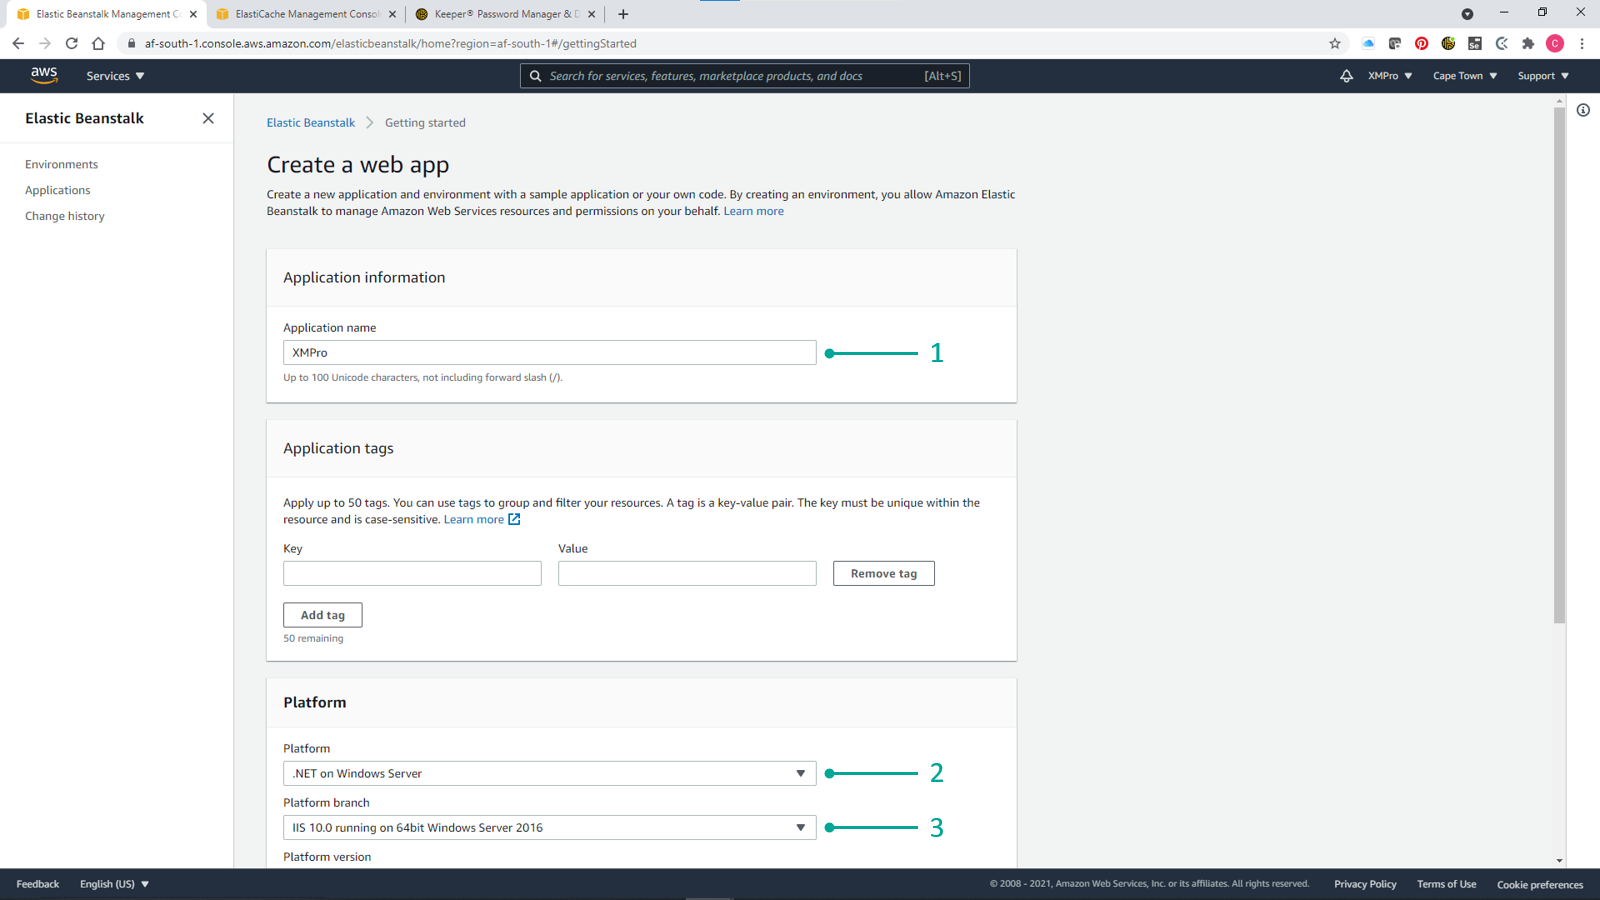 Elastic Beanstalk Management Co
ElastiCache Management Consol
Keeper® Password Manager & D
af-south-1.console.aws.amazon.com/elasticbeanstalk/home?region=af-south-1#/gettingStarted
C
aws
Services
Search for services, features, marketplace products, and docs
[Alt+S]
XMPro
Cape Town
Support
Elastic Beanstalk
Environments
Applications
Change history
Elastic Beanstalk
Getting started
Create a web app
Create a new application and environment with a sample application or your own code. By creating an environment, you allow Amazon Elastic
Beanstalk to manage Amazon Web Services resources and permissions on your behalf. Learn more
Application information
Application name
XMPro
1
Up to 100 Unicode characters, not including forward slash (/).
Application tags
Apply up to 50 tags. You can use tags to group and filter your resources. A tag is a key-value pair. The key must be unique within the
resource and is case-sensitive. Learn more
Key
Value
Remove tag
Add tag
50 remaining
Platform
Platform
.NET on Windows Server
2
Platform branch
IIS 10.0 running on 64bit Windows Server 2016
3
Platform version
Feedback
English (US)
© 2008 - 2021, Amazon Web Services, Inc. or its affiliates. All rights reserved.
Privacy Policy
Terms of Use
Cookie preferences